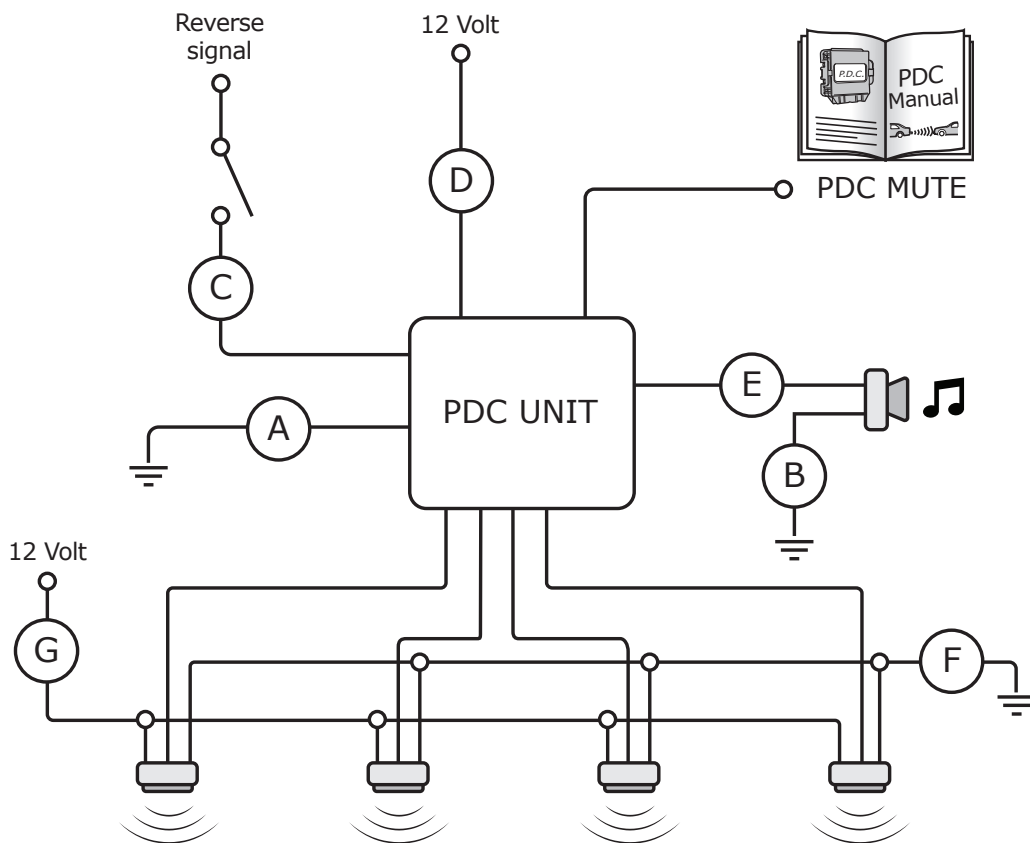 Reverse
signal
12 Volt
P.D.C.
PDC
Manual
PDC MUTE
D
C
E
A
PDC UNIT
B
12 Volt
G
F